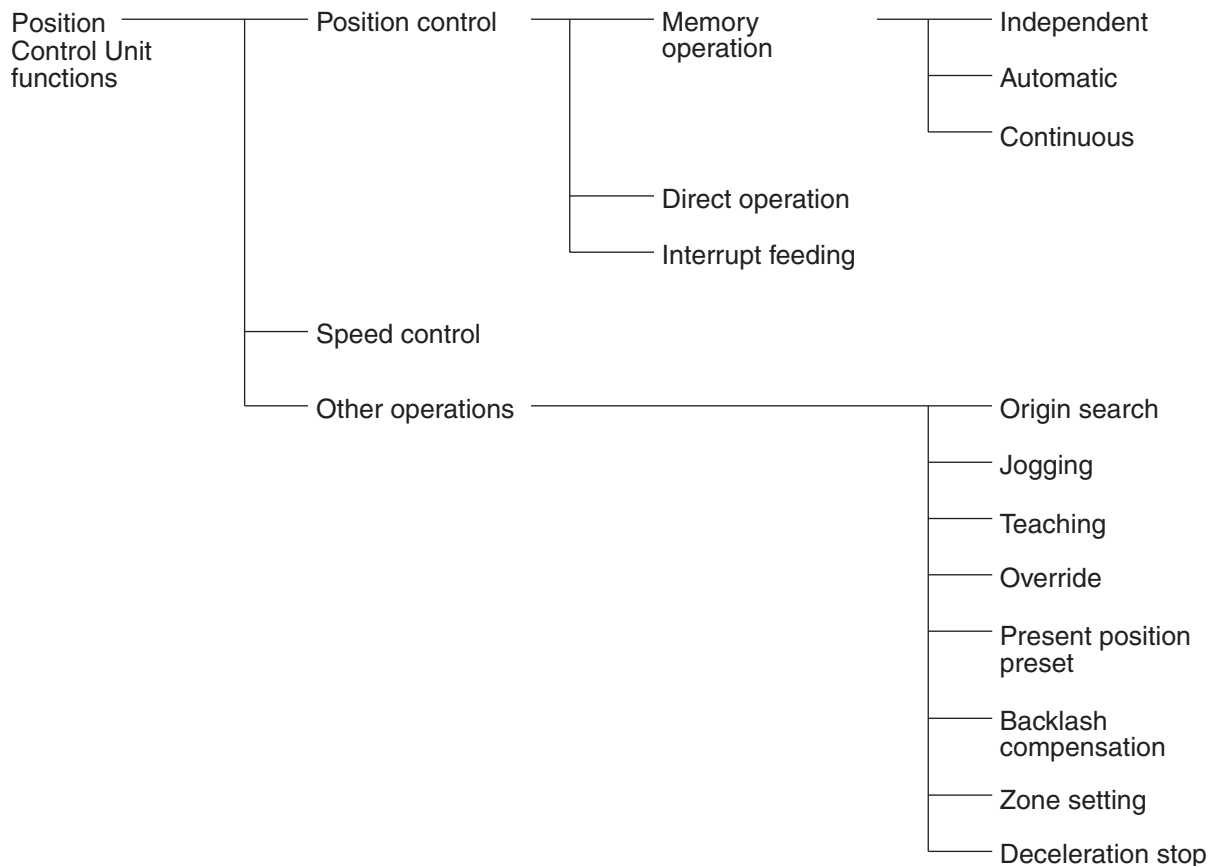 Position
Control Unit
functions
Position control
Memory
operation
Independent
Automatic
Continuous
Direct operation
Interrupt feeding
Speed control
Other operations
Origin search
Jogging
Teaching
Override
Present position
preset
Backlash
compensation
Zone setting
Deceleration stop